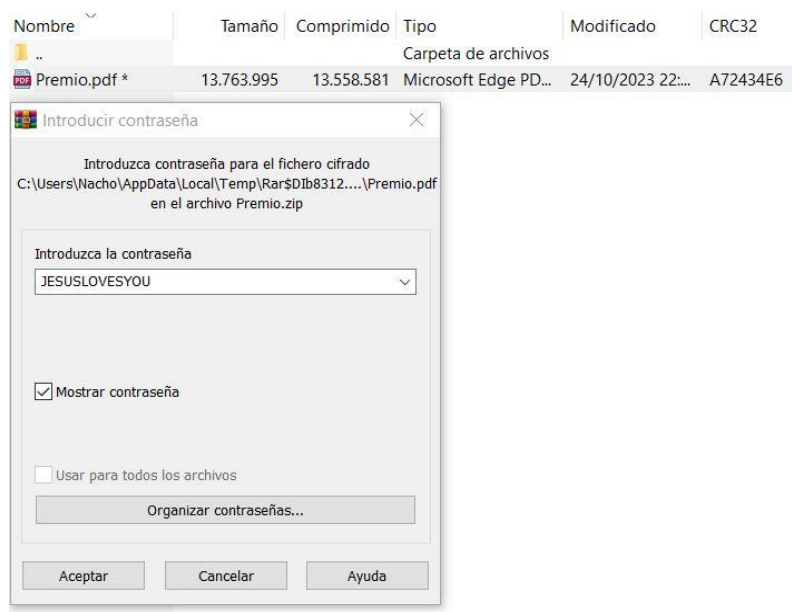 Nombre Tamaño Comprimido Tipo Modificado CRC32
.. Carpeta de archivos
Premio.pdf * 13.763.995 13.558.581 Microsoft Edge PD... 24/10/2023 22:... A72434E6
Introducir contraseña
Introduzca contraseña para el fichero cifrado
C:\Users\Nacho\AppData\Local\Temp\Rar$DIb8312....\Premio.pdf
en el archivo Premio.zip
Introduzca la contraseña
JESUSLOVESYOU
Mostrar contraseña
Usar para todos los archivos
Organizar contraseñas...
Aceptar Cancelar Ayuda